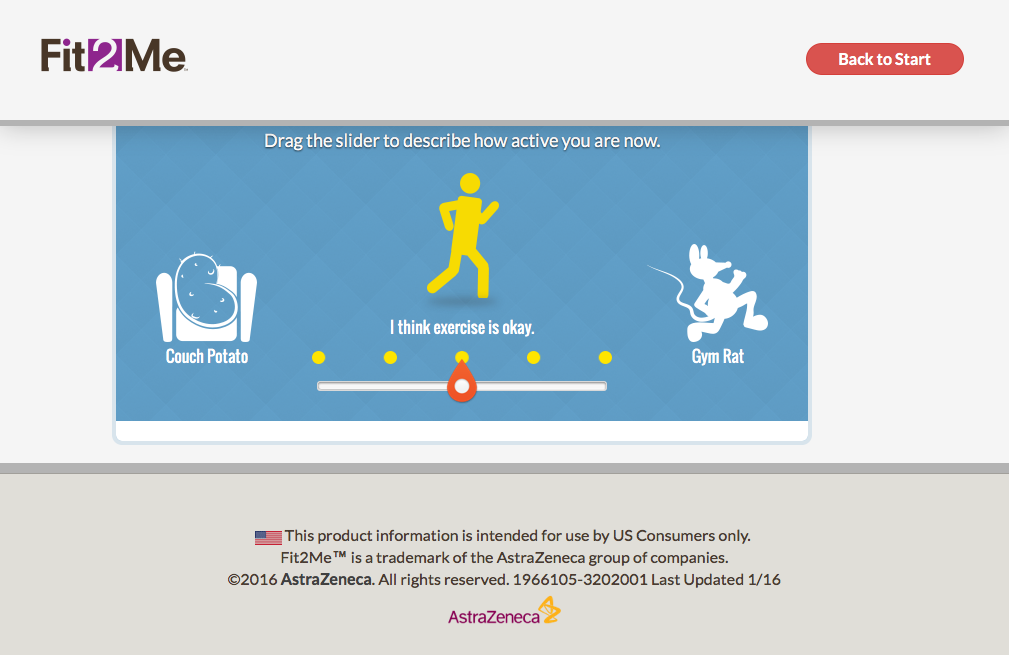 Fit2Me™
Back to Start
Drag the slider to describe how active you are now.
I think exercise is okay.
Couch Potato
Gym Rat
This product information is intended for use by US Consumers only.
Fit2Me™ is a trademark of the AstraZeneca group of companies.
©2016 AstraZeneca. All rights reserved. 1966105-3202001 Last Updated 1/16
AstraZeneca